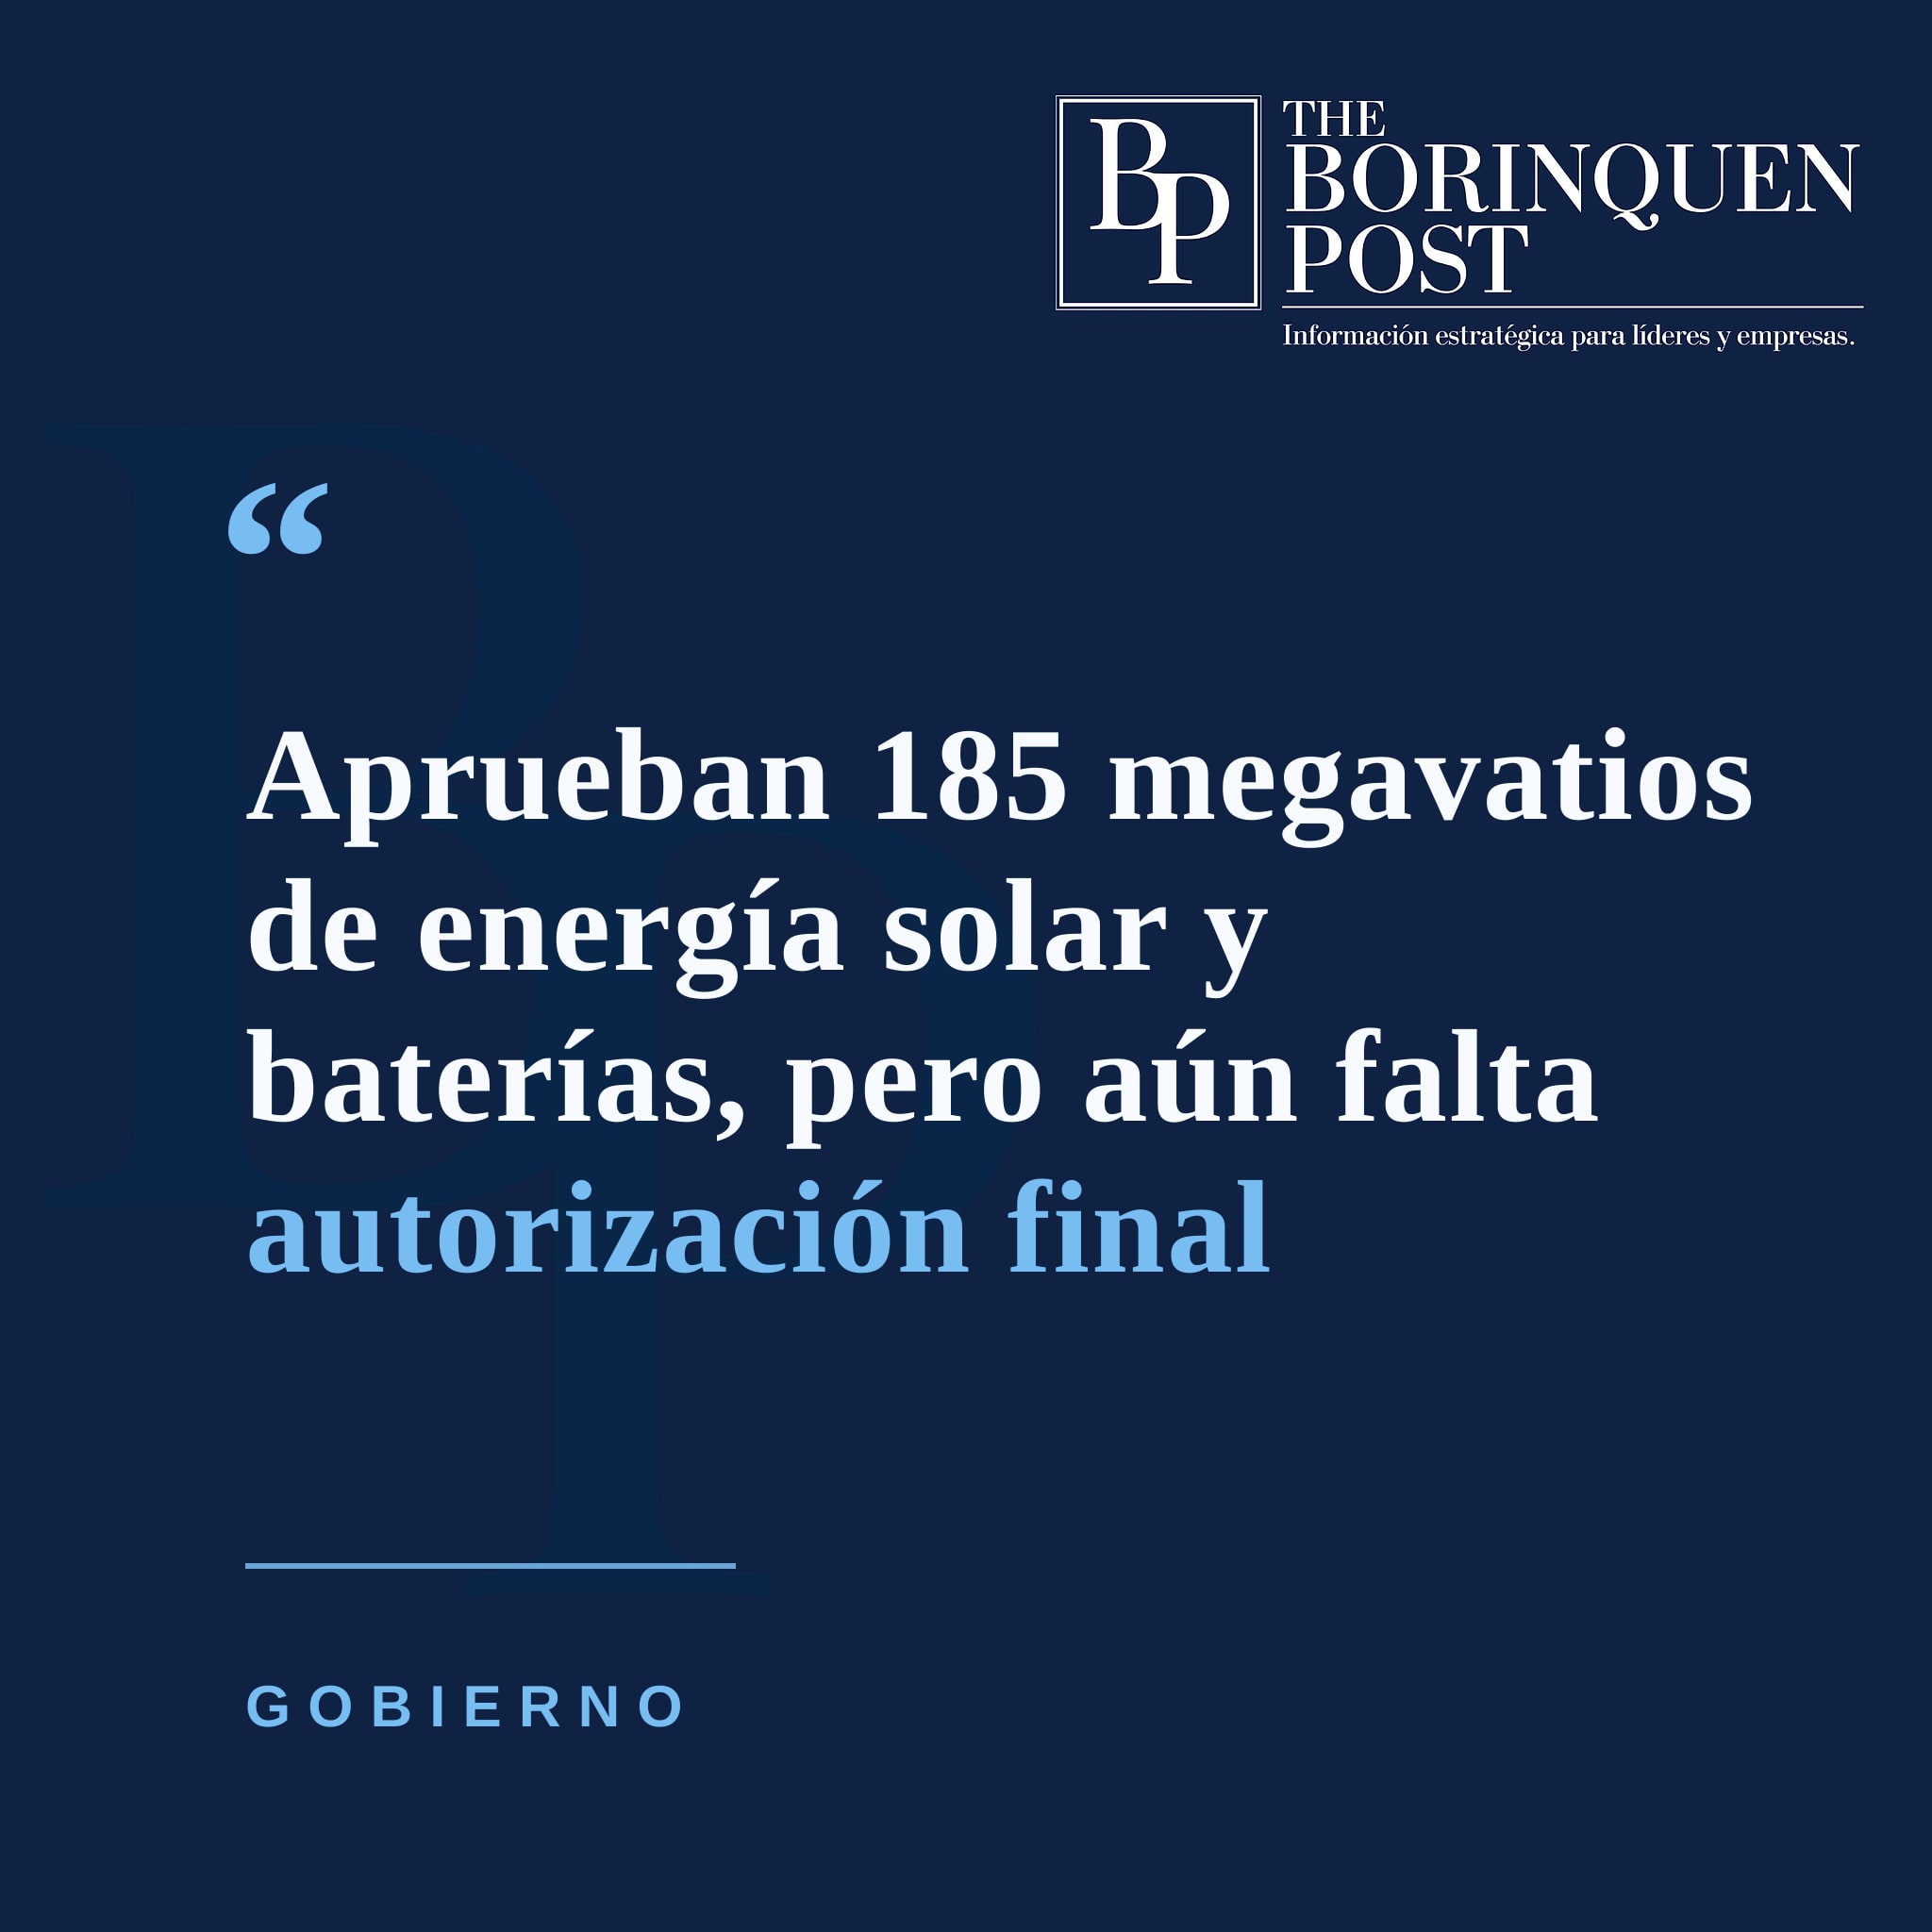 BP
THE
BORINQUEN
POST
Información estratégica para líderes y empresas.
“
Aprueban 185 megavatios
de energía solar y
baterías, pero aún falta
autorización final
GOBIERNO